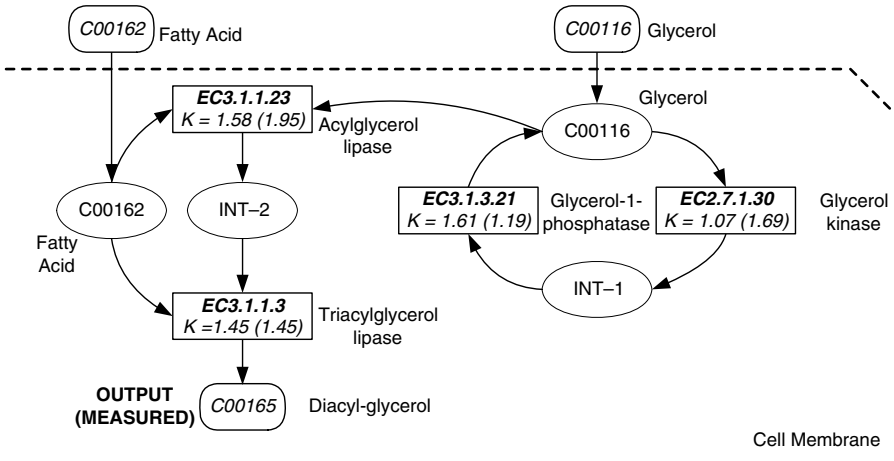 C00162 Fatty Acid
C00116 Glycerol
EC3.1.1.23
K = 1.58 (1.95)
Acylglycerol
lipase
Glycerol
C00116
C00162
Fatty
Acid
INT–2
EC3.1.3.21
K = 1.61 (1.19)
Glycerol-1-
phosphatase
EC2.7.1.30
K = 1.07 (1.69)
Glycerol
kinase
INT–1
EC3.1.1.3
K =1.45 (1.45)
Triacylglycerol
lipase
OUTPUT
(MEASURED)
C00165
Diacyl-glycerol
Cell Membrane